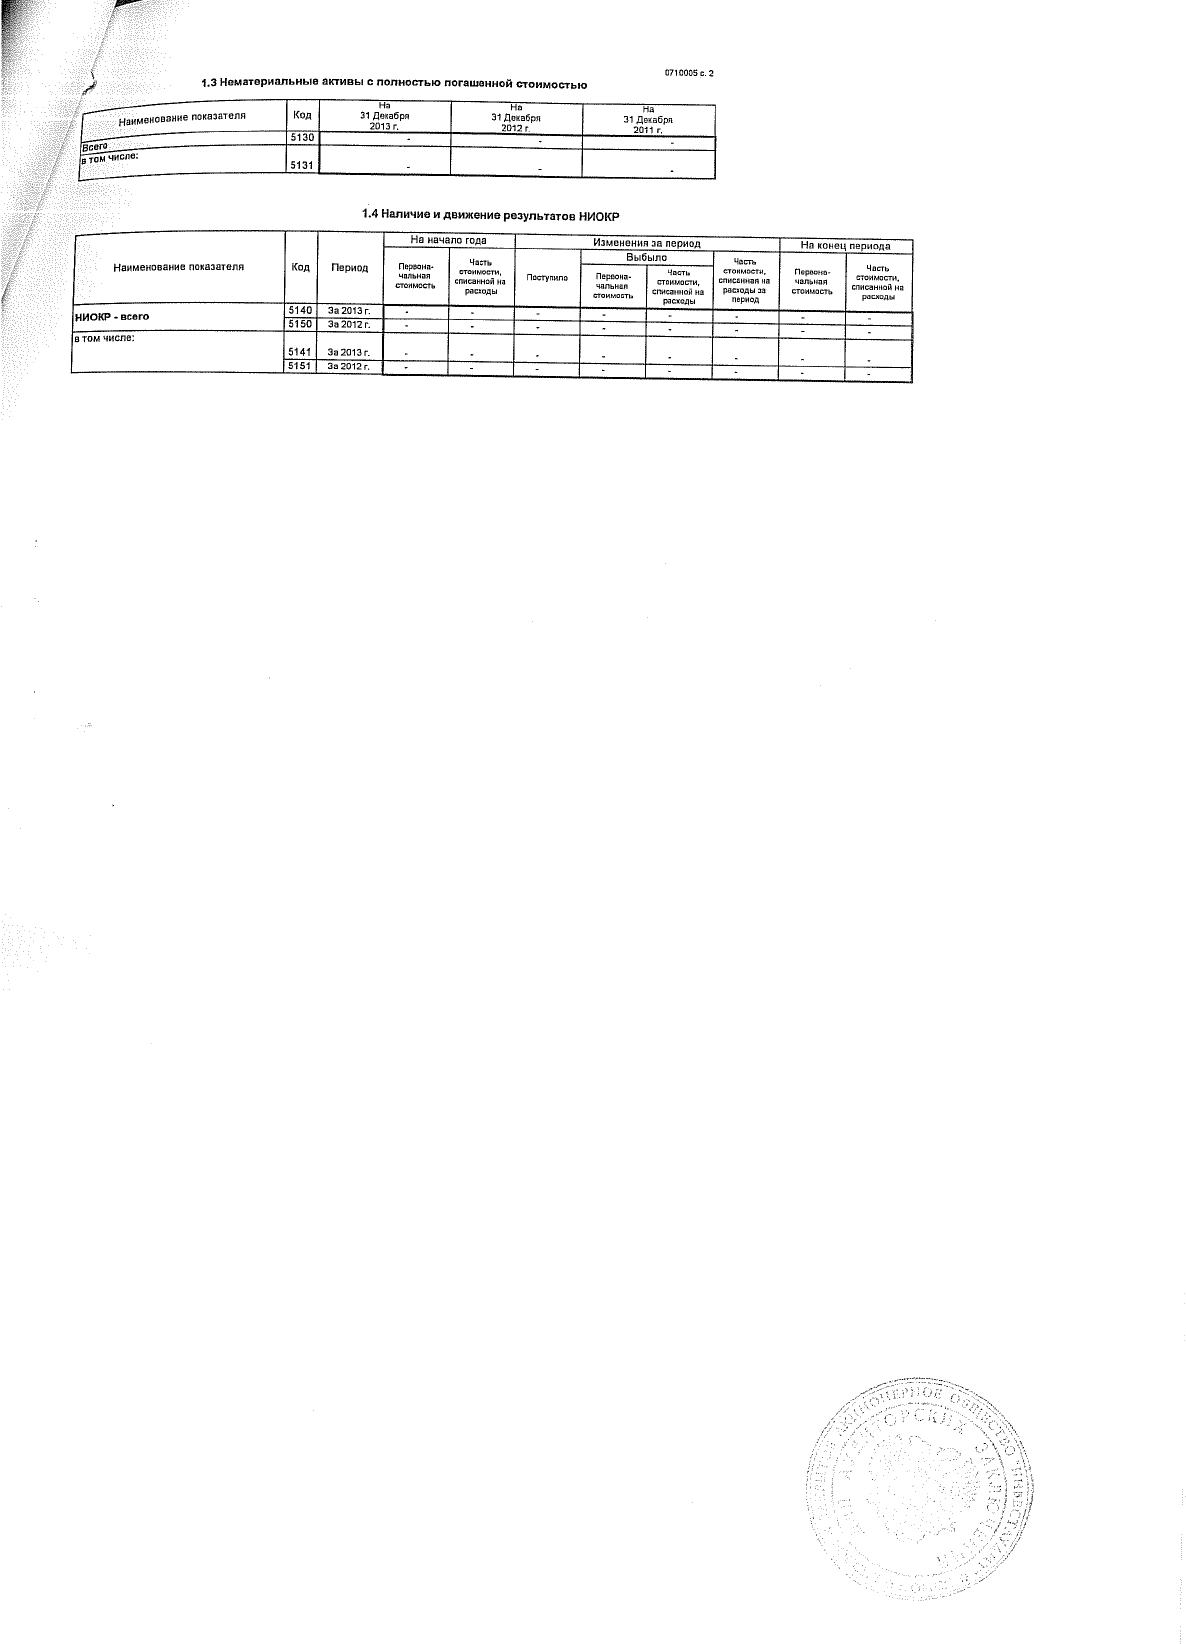 0710005 с. 2
1.3 Нематериальные активы с полностью погашенной стоимостью
Наименование показателя Код На 31 Декабря 2013 г. На 31 Декабря 2012 г. На 31 Декабря 2011 г.
Всего 5130 - - -
в том числе:
5131 - - -
1.4 Наличие и движение результатов НИОКР
Наименование показателя Код Период На начало года Изменения за период На конец периода
Первона-чальная стоимость Часть стоимости, списанной на расходы Поступило Выбыло Часть стоимости, списанная на расходы за период Первона-чальная стоимость Часть стоимости, списанной на расходы
Первона-чальная стоимость Часть стоимости, списанной на расходы
НИОКР - всего 5140 За 2013 г. - - - - - - - -
5150 За 2012 г. - - - - - - - -
в том числе:
5141 За 2013 г. - - - - - - - -
5151 За 2012 г. - - - - - - - -
АКЦИОНЕРНОЕ ОБЩЕСТВО
АУДИТОРСКИХ ЗАКЛЮЧЕНИЙ